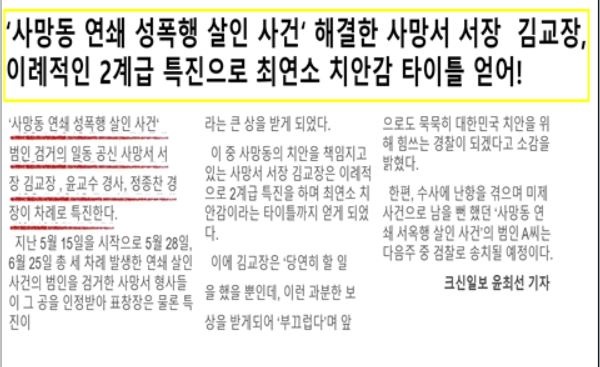 ‘사망동 연쇄 성폭행 살인 사건‘ 해결한 사망서 서장 김교장,
이례적인 2계급 특진으로 최연소 치안감 타이틀 얻어!
‘사망동 연쇄 성폭행 살인 사건‘
범인 검거의 일동 공신 사망서 서
장 김교장 , 윤교수 경사, 정종찬 경
장이 차례로 특진한다.
지난 5월 15일을 시작으로 5월 28일,
6월 25일 총 세 차례 발생한 연쇄 살인
사건의 범인을 검거한 사망서 형사들
이 그 공을 인정받아 표창장은 물론 특
진이
라는 큰 상을 받게 되었다.
이 중 사망동의 치안을 책임지고
있는 사망서 서장 김교장은 이례적
으로 2계급 특진을 하며 최연소 치
안감이라는 타이틀까지 얻게 되었
다.
이에 김교장은 ‘당연히 할 일
을 했을 뿐인데, 이런 과분한 보
상을 받게되어 ‘부끄럽다‘며 앞
으로도 묵묵히 대한민국 치안을 위
해 힘쓰는 경찰이 되겠다고 소감을
밝혔다.
한편, 수사에 난항을 겪으며 미제
사건으로 남을 뻔 했던 ‘사망동 연
쇄 서옥행 살인 사건‘의 범인 A씨는
다음주 중 검찰로 송치될 예정이다.
크신일보 윤최선 기자